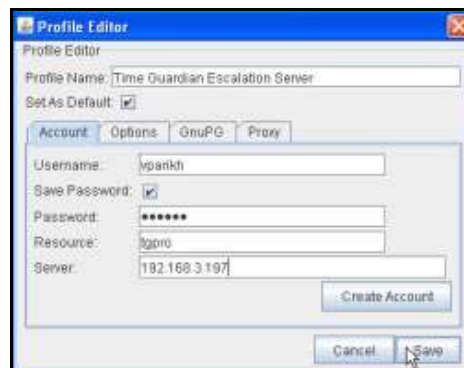 Profile Editor
Profile Editor
Profile Name: Time Guardian Escalation Server
Set As Default:
Account Options GnuPG Proxy
Username: vparikh
Save Password:
Password: ••••••
Resource: tgpro
Server: 192.168.3.197
Create Account
Cancel Save